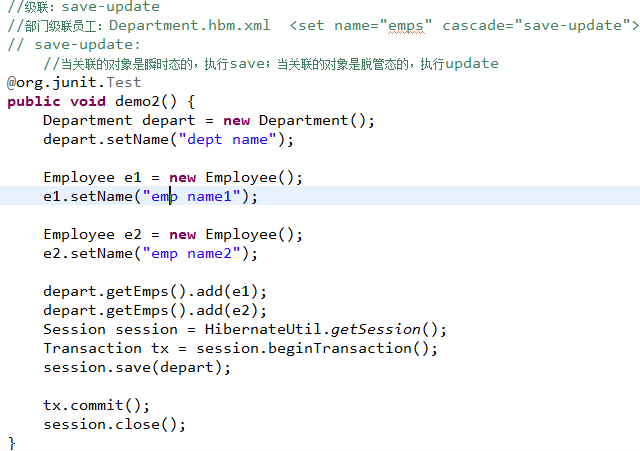 //级联：save-update
//部门级联员工：Department.hbm.xml  <set name="emps" cascade="save-update">
// save-update:
//当关联的对象是瞬时态的，执行save；当关联的对象是脱管态的，执行update
@org.junit.Test
public void demo2() {
Department depart = new Department();
depart.setName("dept name");
Employee e1 = new Employee();
e1.setName("emp name1");
Employee e2 = new Employee();
e2.setName("emp name2");
depart.getEmps().add(e1);
depart.getEmps().add(e2);
Session session = HibernateUtil.getSession();
Transaction tx = session.beginTransaction();
session.save(depart);
tx.commit();
session.close();
}